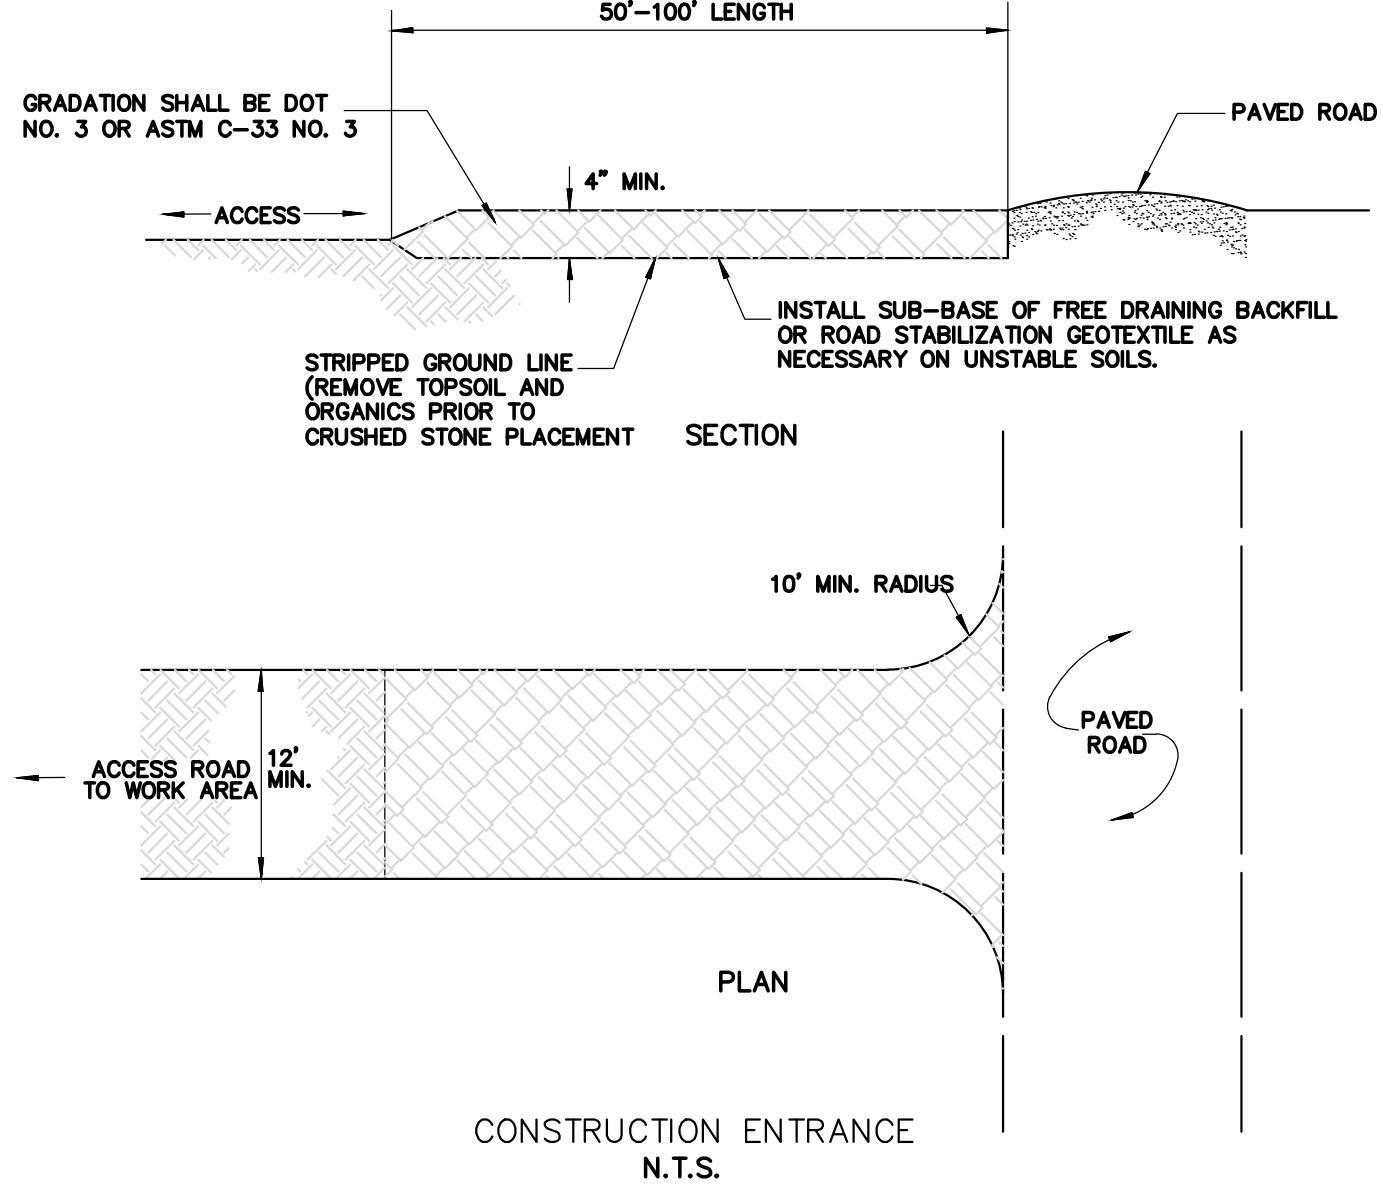 50'-100' LENGTH
GRADATION SHALL BE DOT
NO. 3 OR ASTM C-33 NO. 3
PAVED ROAD
4" MIN.
ACCESS
INSTALL SUB-BASE OF FREE DRAINING BACKFILL
OR ROAD STABILIZATION GEOTEXTILE AS
NECESSARY ON UNSTABLE SOILS.
STRIPPED GROUND LINE
(REMOVE TOPSOIL AND
ORGANICS PRIOR TO
CRUSHED STONE PLACEMENT
SECTION
10' MIN. RADIUS
PAVED
ROAD
12'
MIN.
ACCESS ROAD
TO WORK AREA
PLAN
CONSTRUCTION ENTRANCE
N.T.S.